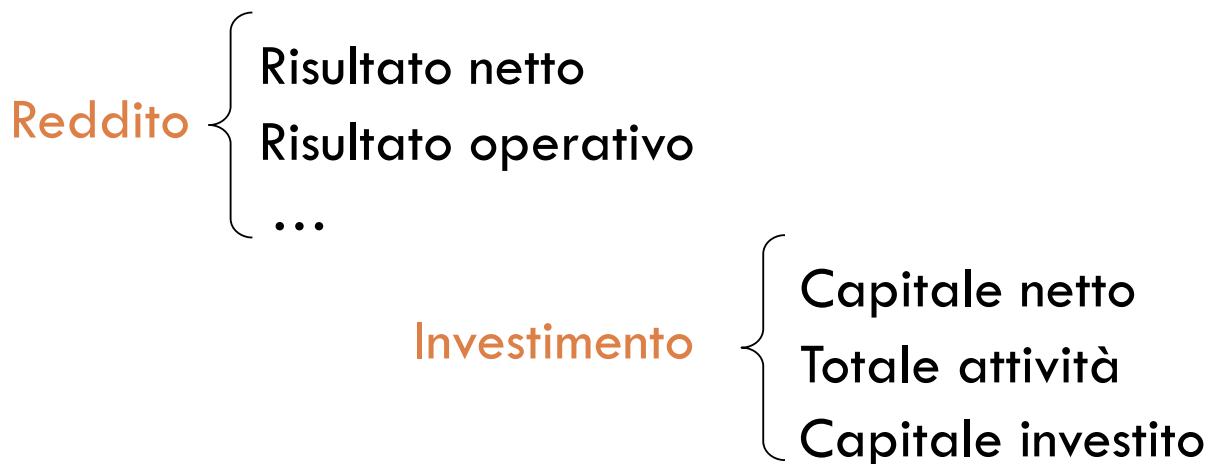 Reddito
Risultato netto
Risultato operativo
...
Investimento
Capitale netto
Totale attività
Capitale investito